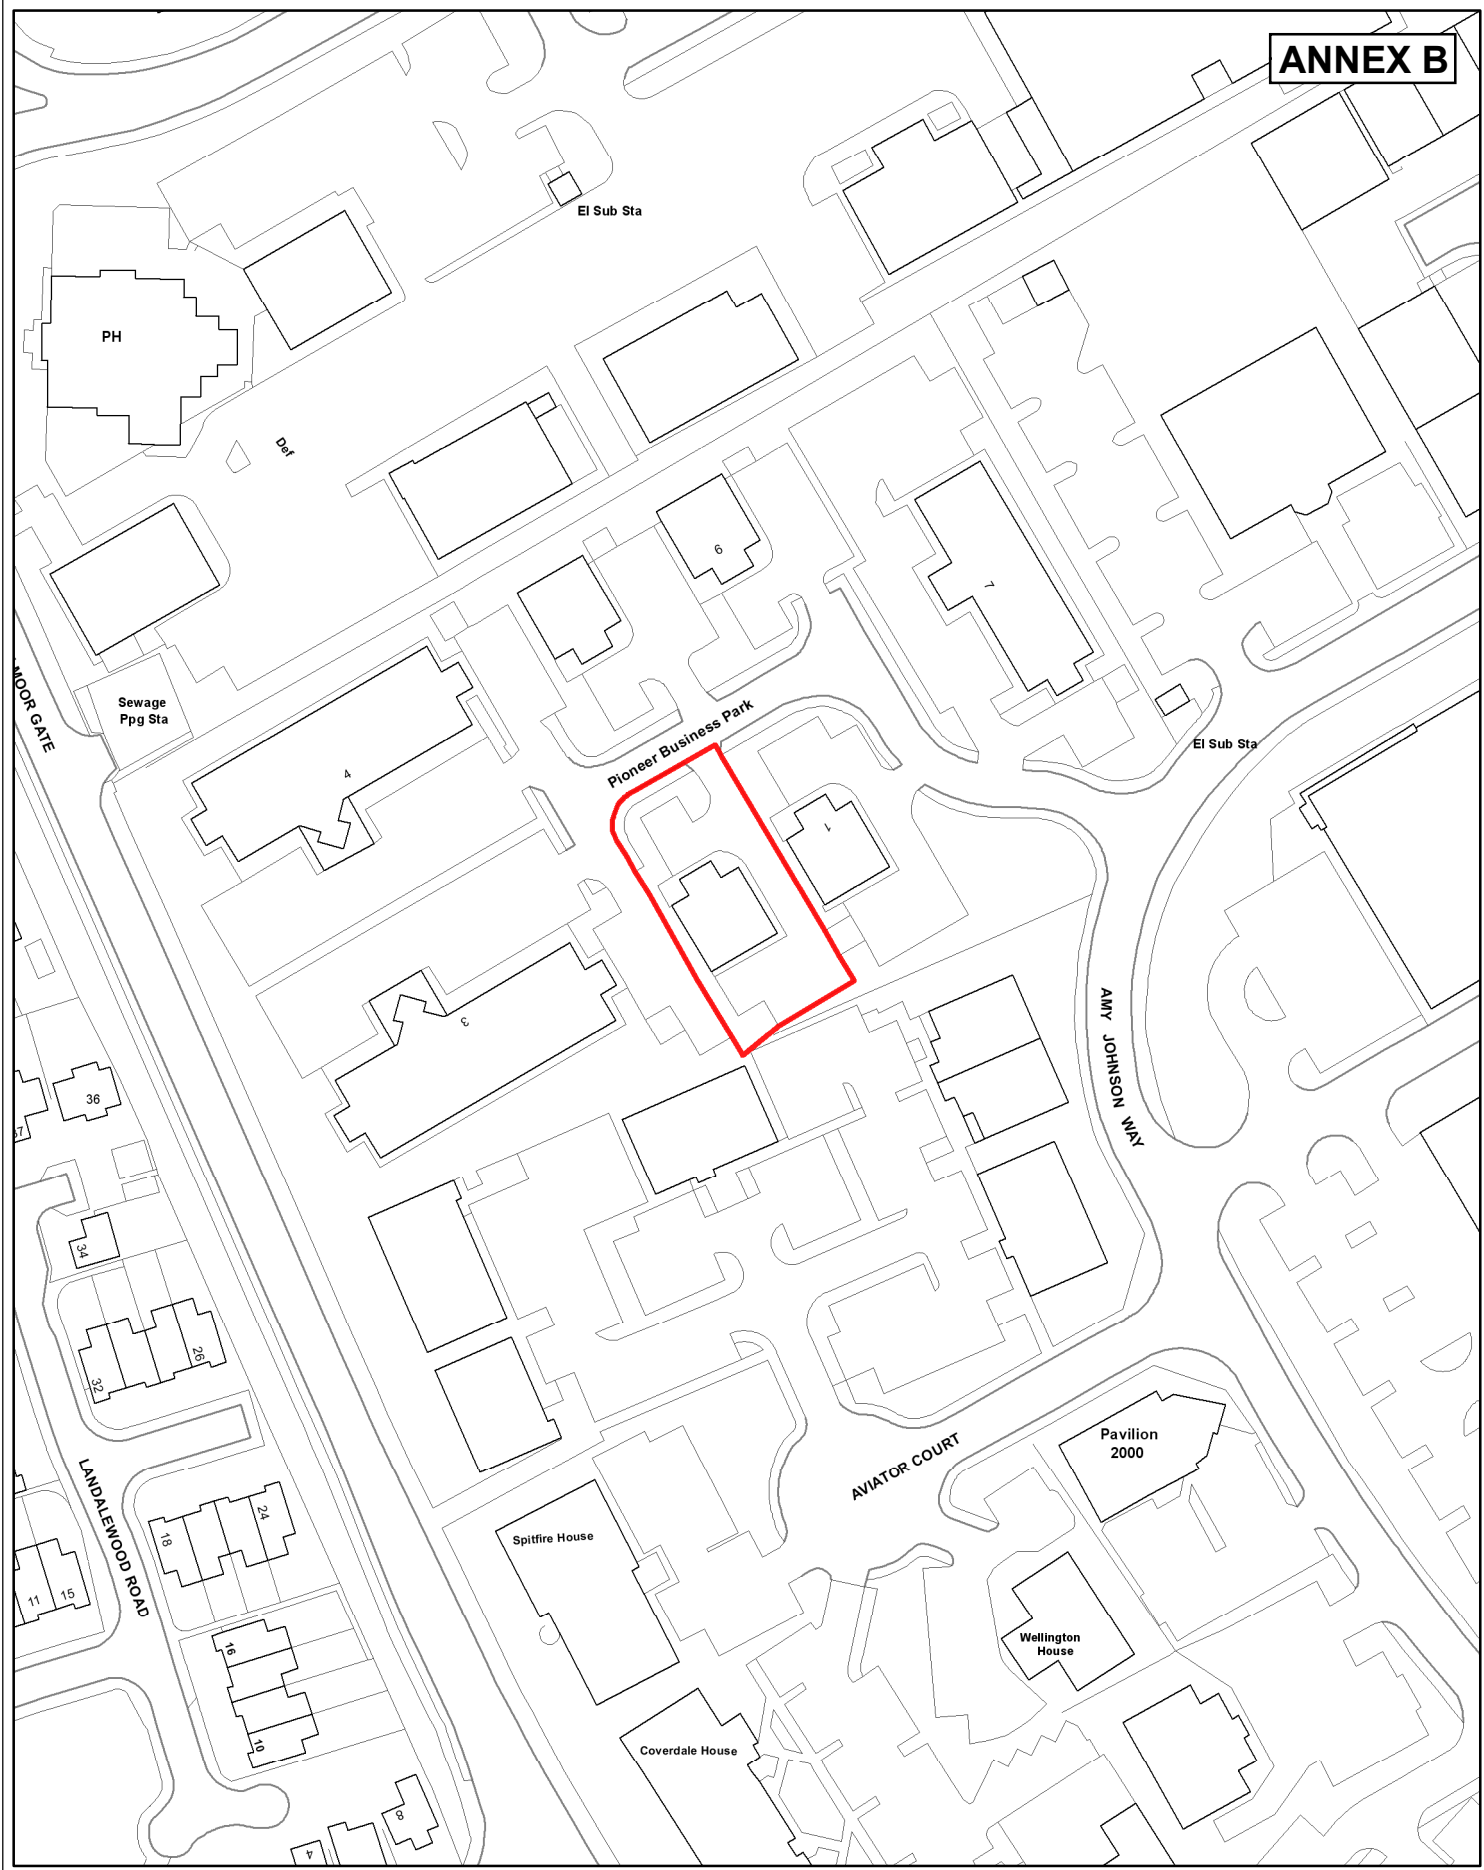 ANNEX B
El Sub Sta
PH
Def
6
7
MOOR GATE
Sewage
Ppg Sta
Pioneer Business Park
El Sub Sta
4
1
3
AMY JOHNSON WAY
36
37
34
26
32
Pavilion
2000
AVIATOR COURT
LANDALEWOOD ROAD
24
18
Spitfire House
11
15
16
Wellington
House
10
Coverdale House
8
4